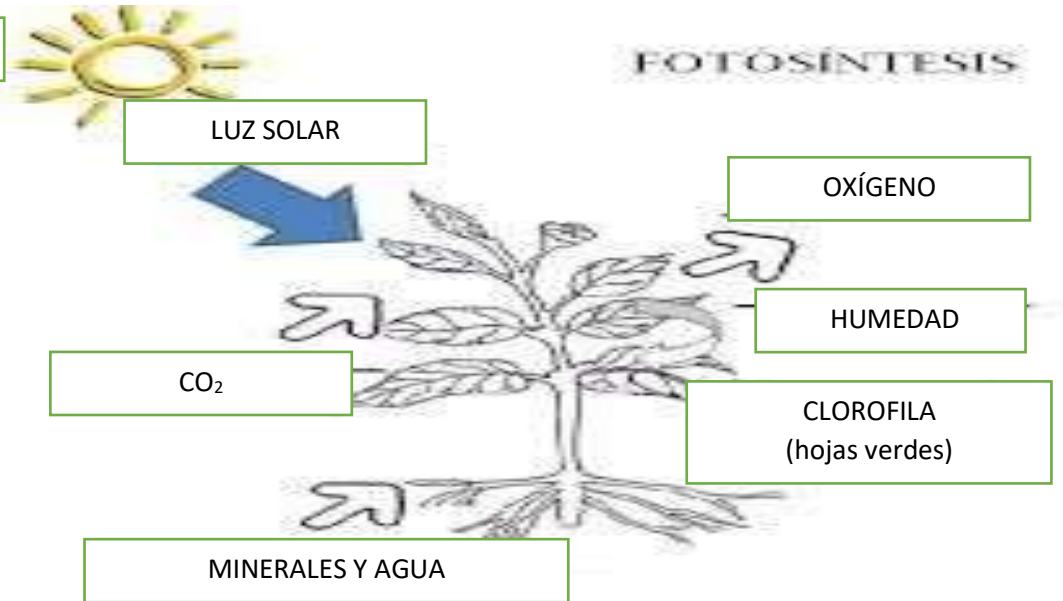 FOTOSÍNTESIS
LUZ SOLAR
OXÍGENO
HUMEDAD
CO₂
CLOROFILA
(hojas verdes)
MINERALES Y AGUA